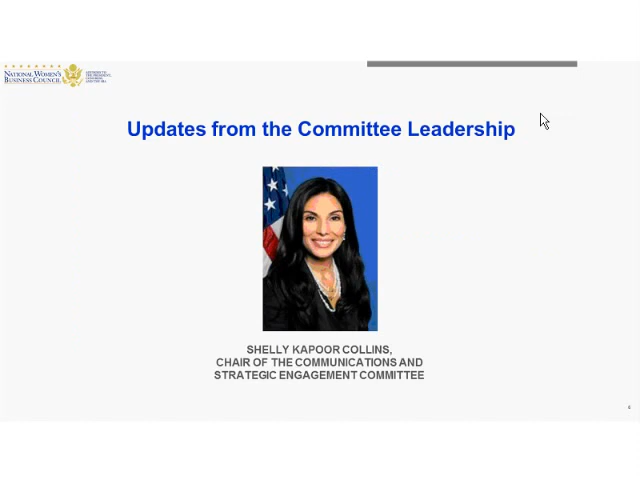 NATIONAL WOMEN'S
BUSINESS COUNCIL
Updates from the Committee Leadership
SHELLY KAPOOR COLLINS,
CHAIR OF THE COMMUNICATIONS AND
STRATEGIC ENGAGEMENT COMMITTEE